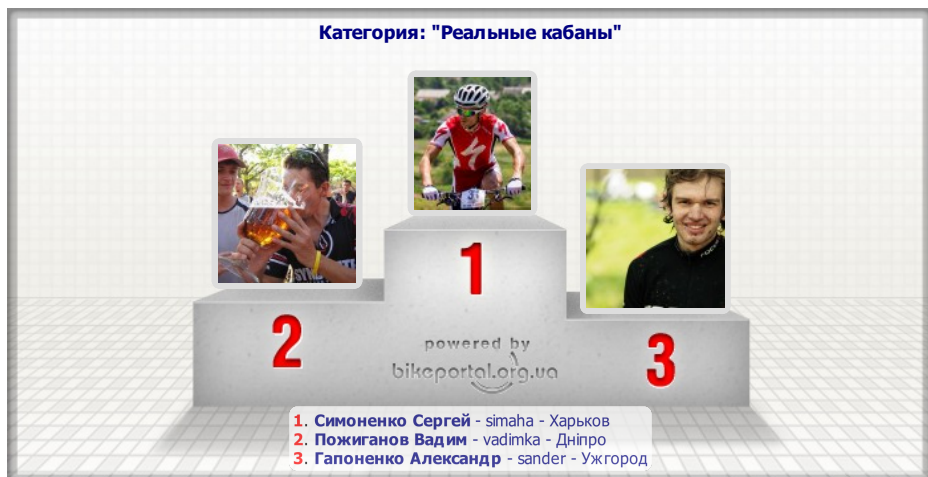 Категория: "Реальные кабаны"
1
2
3
powered by
bikeportal.org.ua
1. Симоненко Сергей - simaha - Харьков
2. Пожиганов Вадим - vadimka - Дніпро
3. Гапоненко Александр - sander - Ужгород